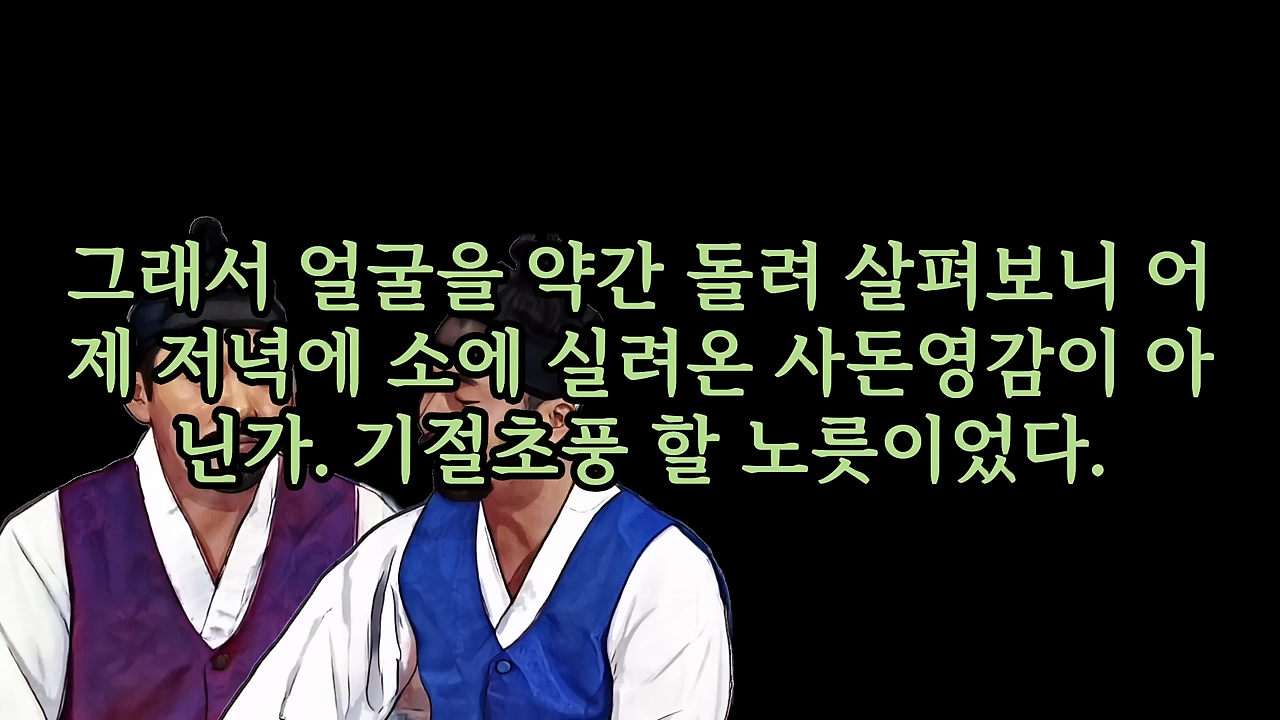 그래서 얼굴을 약간 돌려 살펴보니 어
제 저녁에 소에 실려온 사돈영감이 아
닌가. 기절초풍 할 노릇이었다.